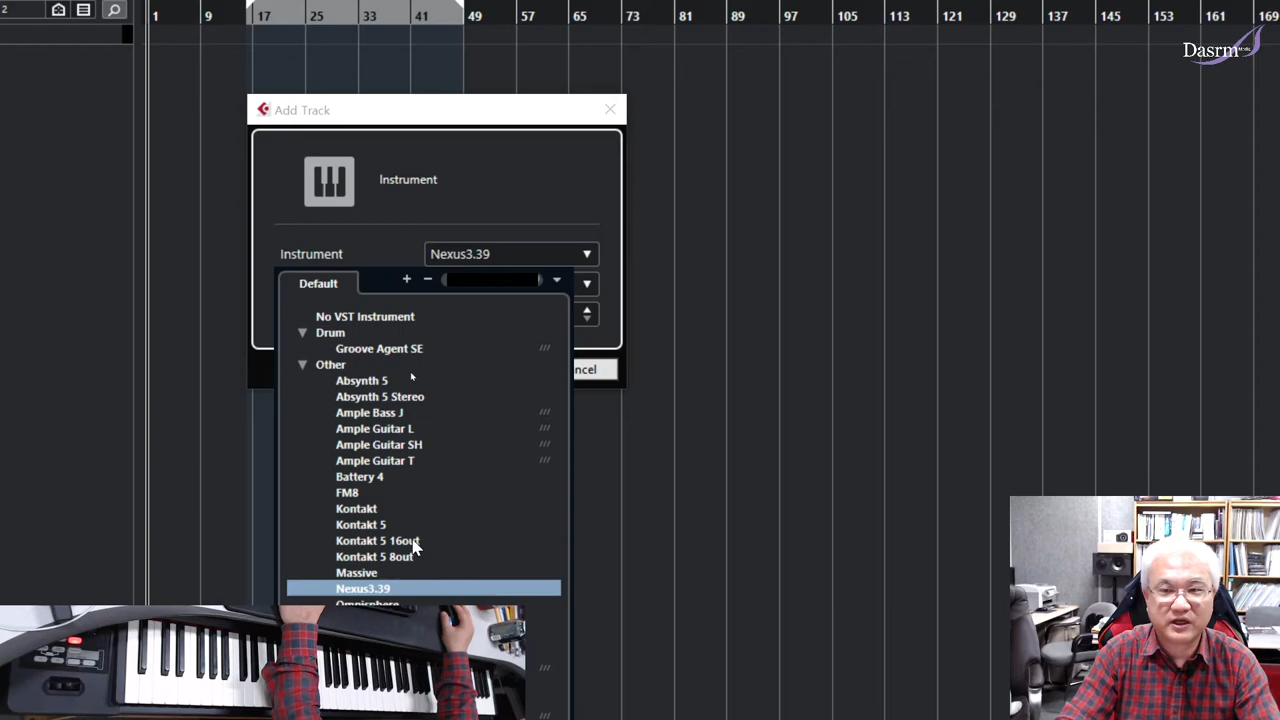 2
1 9 17 25 33 41 49 57 65 73 81 89 97 105 113 121 129 137 145 153 161 169
Dasrm
Add Track
Instrument
Instrument Nexus3.39
Default + −
No VST Instrument
Drum
Groove Agent SE ///
Other
ncel
Absynth 5
Absynth 5 Stereo
Ample Bass J ///
Ample Guitar L ///
Ample Guitar SH ///
Ample Guitar T ///
Battery 4
FM8
Kontakt
Kontakt 5
Kontakt 5 16out
Kontakt 5 8out
Massive
Nexus3.39
Omnisphere
///
///